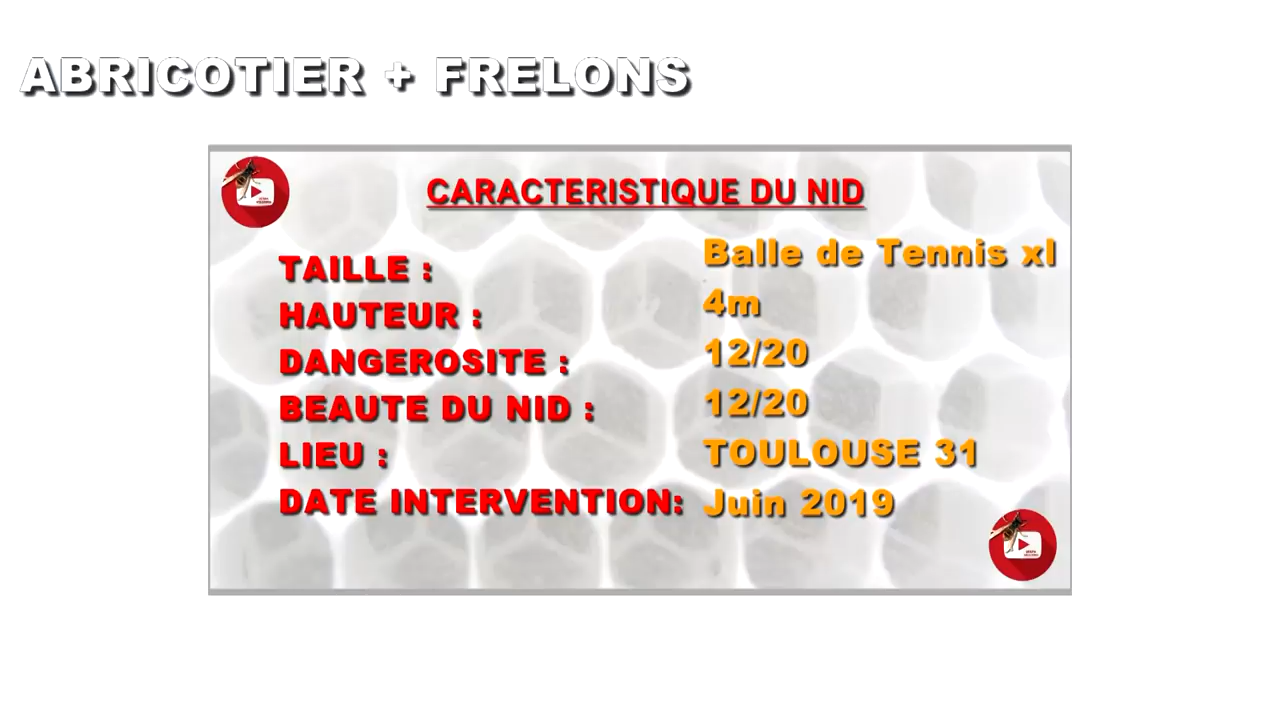 ABRICOTIER + FRELONS
CARACTERISTIQUE DU NID
TAILLE : Balle de Tennis xl
HAUTEUR : 4m
DANGEROSITE : 12/20
BEAUTE DU NID : 12/20
LIEU : TOULOUSE 31
DATE INTERVENTION: Juin 2019